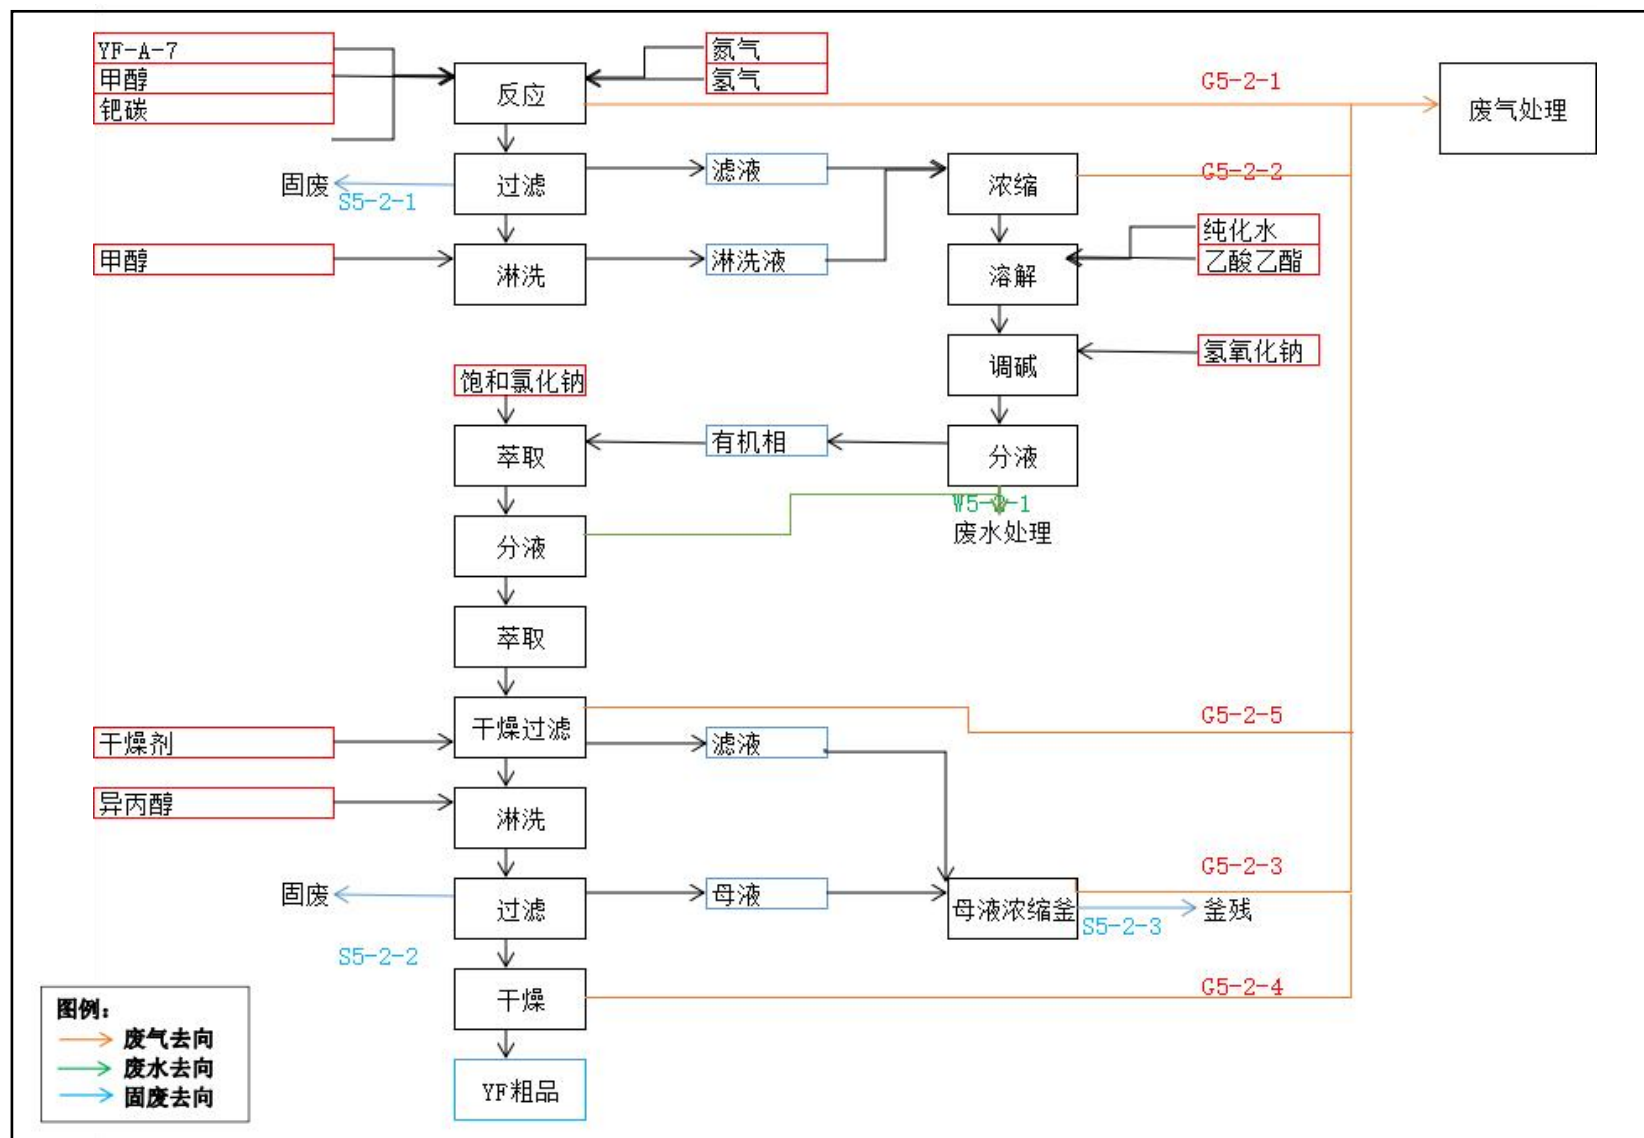 YF-A-7
甲醇
钯碳
氮气
氢气
反应
G5-2-1
废气处理
固废
S5-2-1
过滤
滤液
浓缩
G5-2-2
甲醇
淋洗
淋洗液
溶解
纯化水
乙酸乙酯
调碱
氢氧化钠
饱和氯化钠
萃取
有机相
分液
废水处理
分液
萃取
干燥剂
干燥过滤
滤液
G5-2-5
异丙醇
淋洗
固废
S5-2-2
过滤
母液
母液浓缩釜
G5-2-3
S5-2-3
釜残
干燥
G5-2-4
YF粗品
图例：
废气去向
废水去向
固废去向